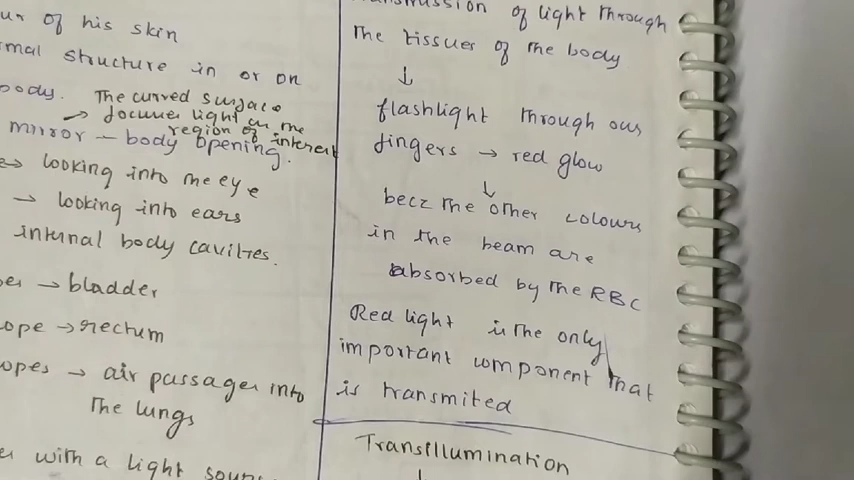 of his skin
structure in or on
body. The curved surface
→ focuses light on the
region of interest
mirror – body opening.
→ looking into the eye
→ looking into ears
internal body cavities.
→ bladder
→ rectum
→ air passages into
The lungs
with a light
of light through
The tissues of the body
↓
flashlight through our
fingers → red glow
↓
becz the other colours
in the beam are
absorbed by the RBC
Red light is the only
important component that
is transmited
Transillumination